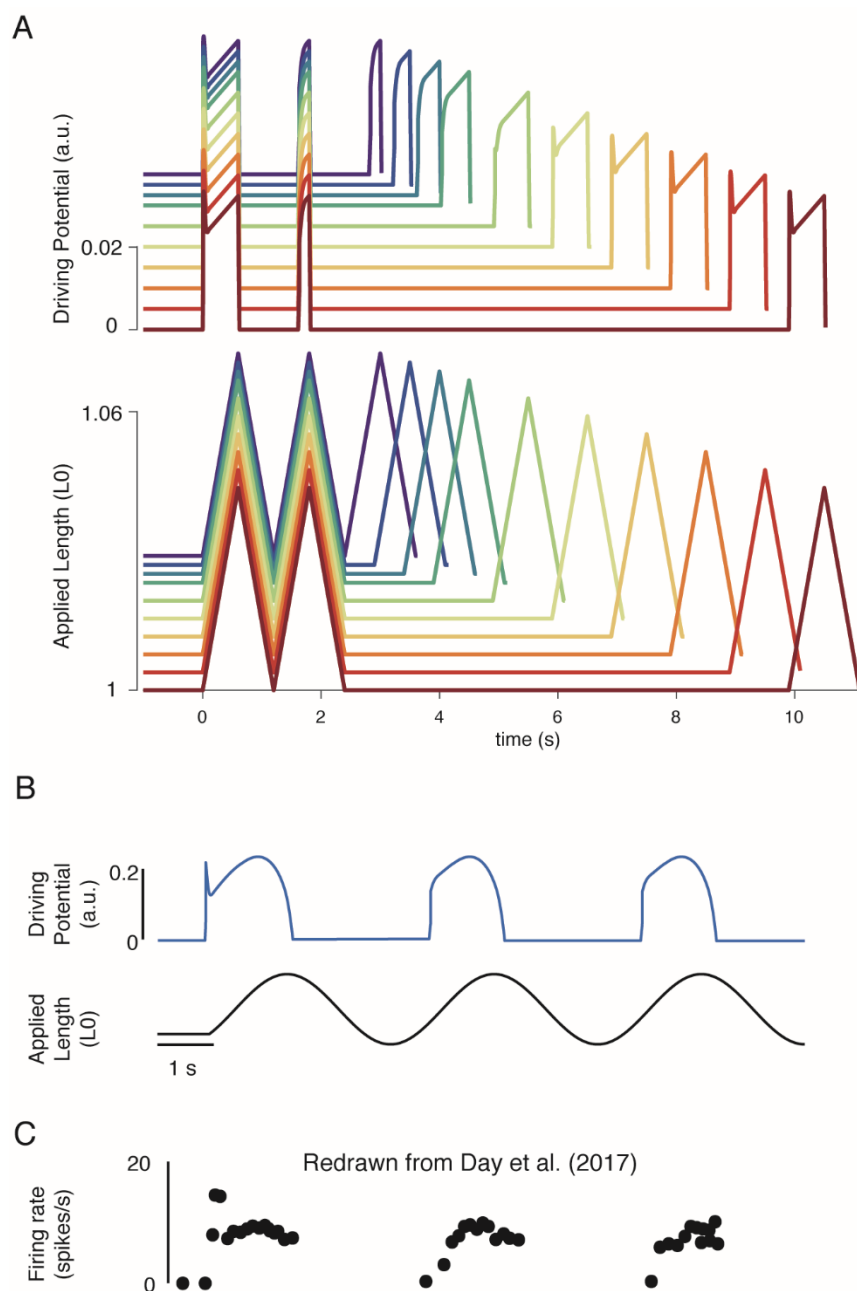 A
Driving Potential (a.u.)
0.02
0
1.06
Applied Length (L0)
1
0
2
4
6
8
10
time (s)
B
Driving
Potential
(a.u.)
0.2
0
Applied
Length
(L0)
1 s
C
Redrawn from Day et al. (2017)
Firing rate
(spikes/s)
20
0